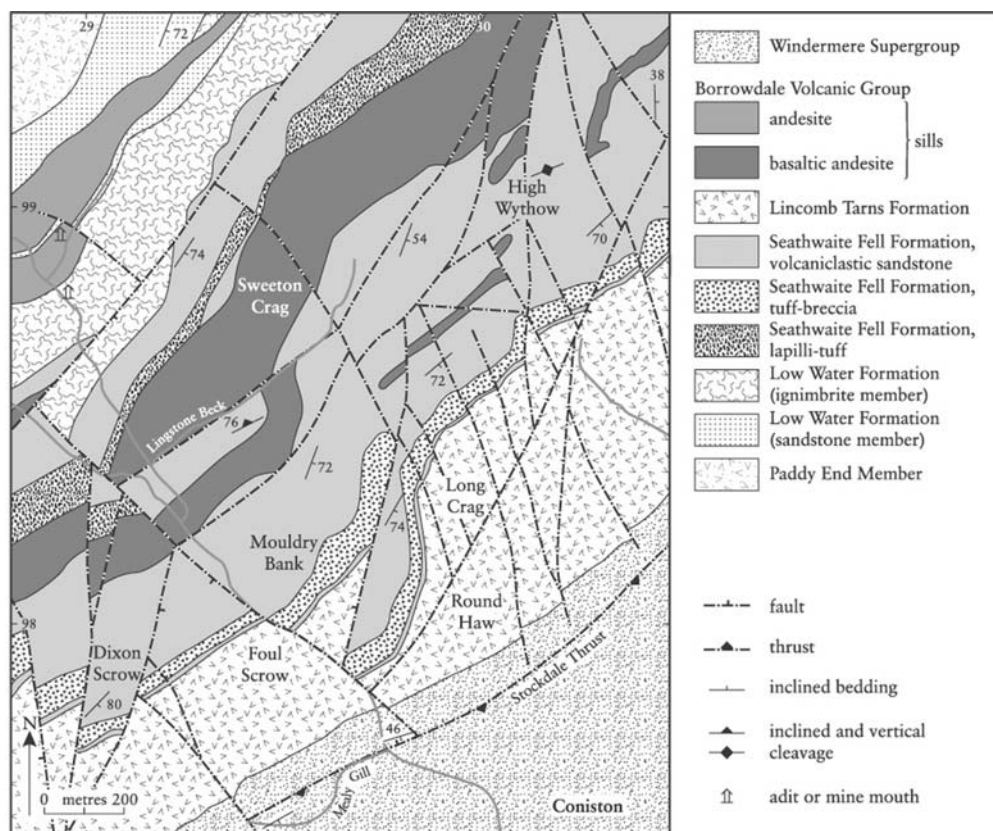 29
72
30
38
99
High
Wythow
54
70
74
Sweeton
Crag
72
Lingstone Beck
76
72
Long
Crag
74
Mouldry
Bank
Round
Haw
98
Dixon
Scrow
Foul
Scrow
Stockdale Thrust
80
46
N
0 metres 200
Mealy Gill
Coniston
Windermere Supergroup
Borrowdale Volcanic Group
andesite
basaltic andesite
sills
Lincomb Tarns Formation
Seathwaite Fell Formation,
volcaniclastic sandstone
Seathwaite Fell Formation,
tuff-breccia
Seathwaite Fell Formation,
lapilli-tuff
Low Water Formation
(ignimbrite member)
Low Water Formation
(sandstone member)
Paddy End Member
fault
thrust
inclined bedding
inclined and vertical
cleavage
adit or mine mouth